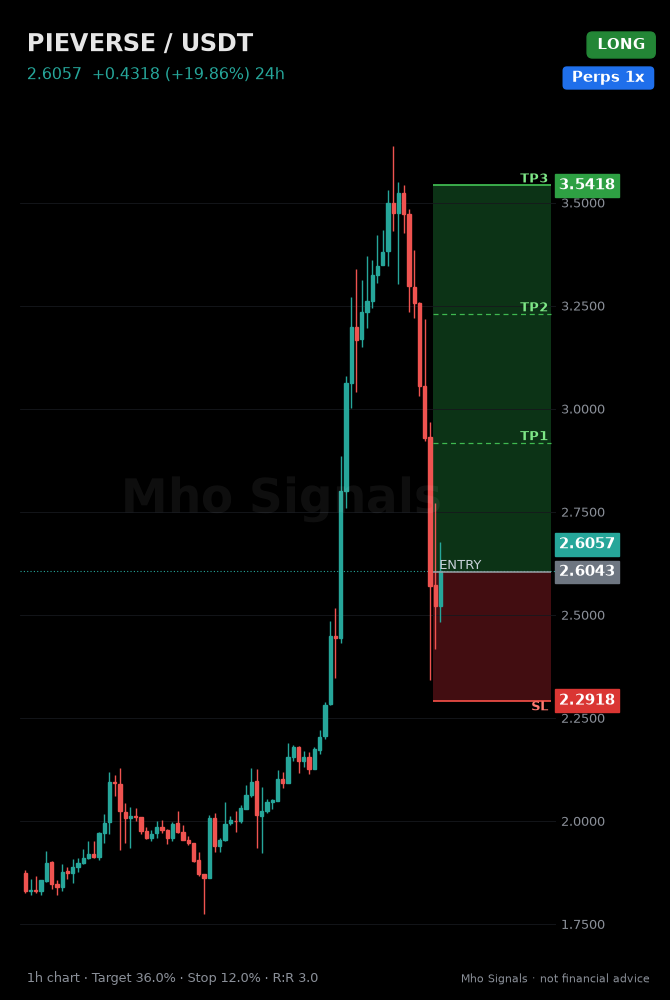 PIEVERSE / USDT
LONG
2.6057 +0.4318 (+19.86%) 24h
Perps 1x
TP3
3.5418
3.5000
TP2
3.2500
3.0000
TP1
Mho Signals
2.7500
2.6057
ENTRY
2.6043
2.5000
2.2918
SL
2.2500
2.0000
1.7500
1h chart · Target 36.0% · Stop 12.0% · R:R 3.0
Mho Signals · not financial advice